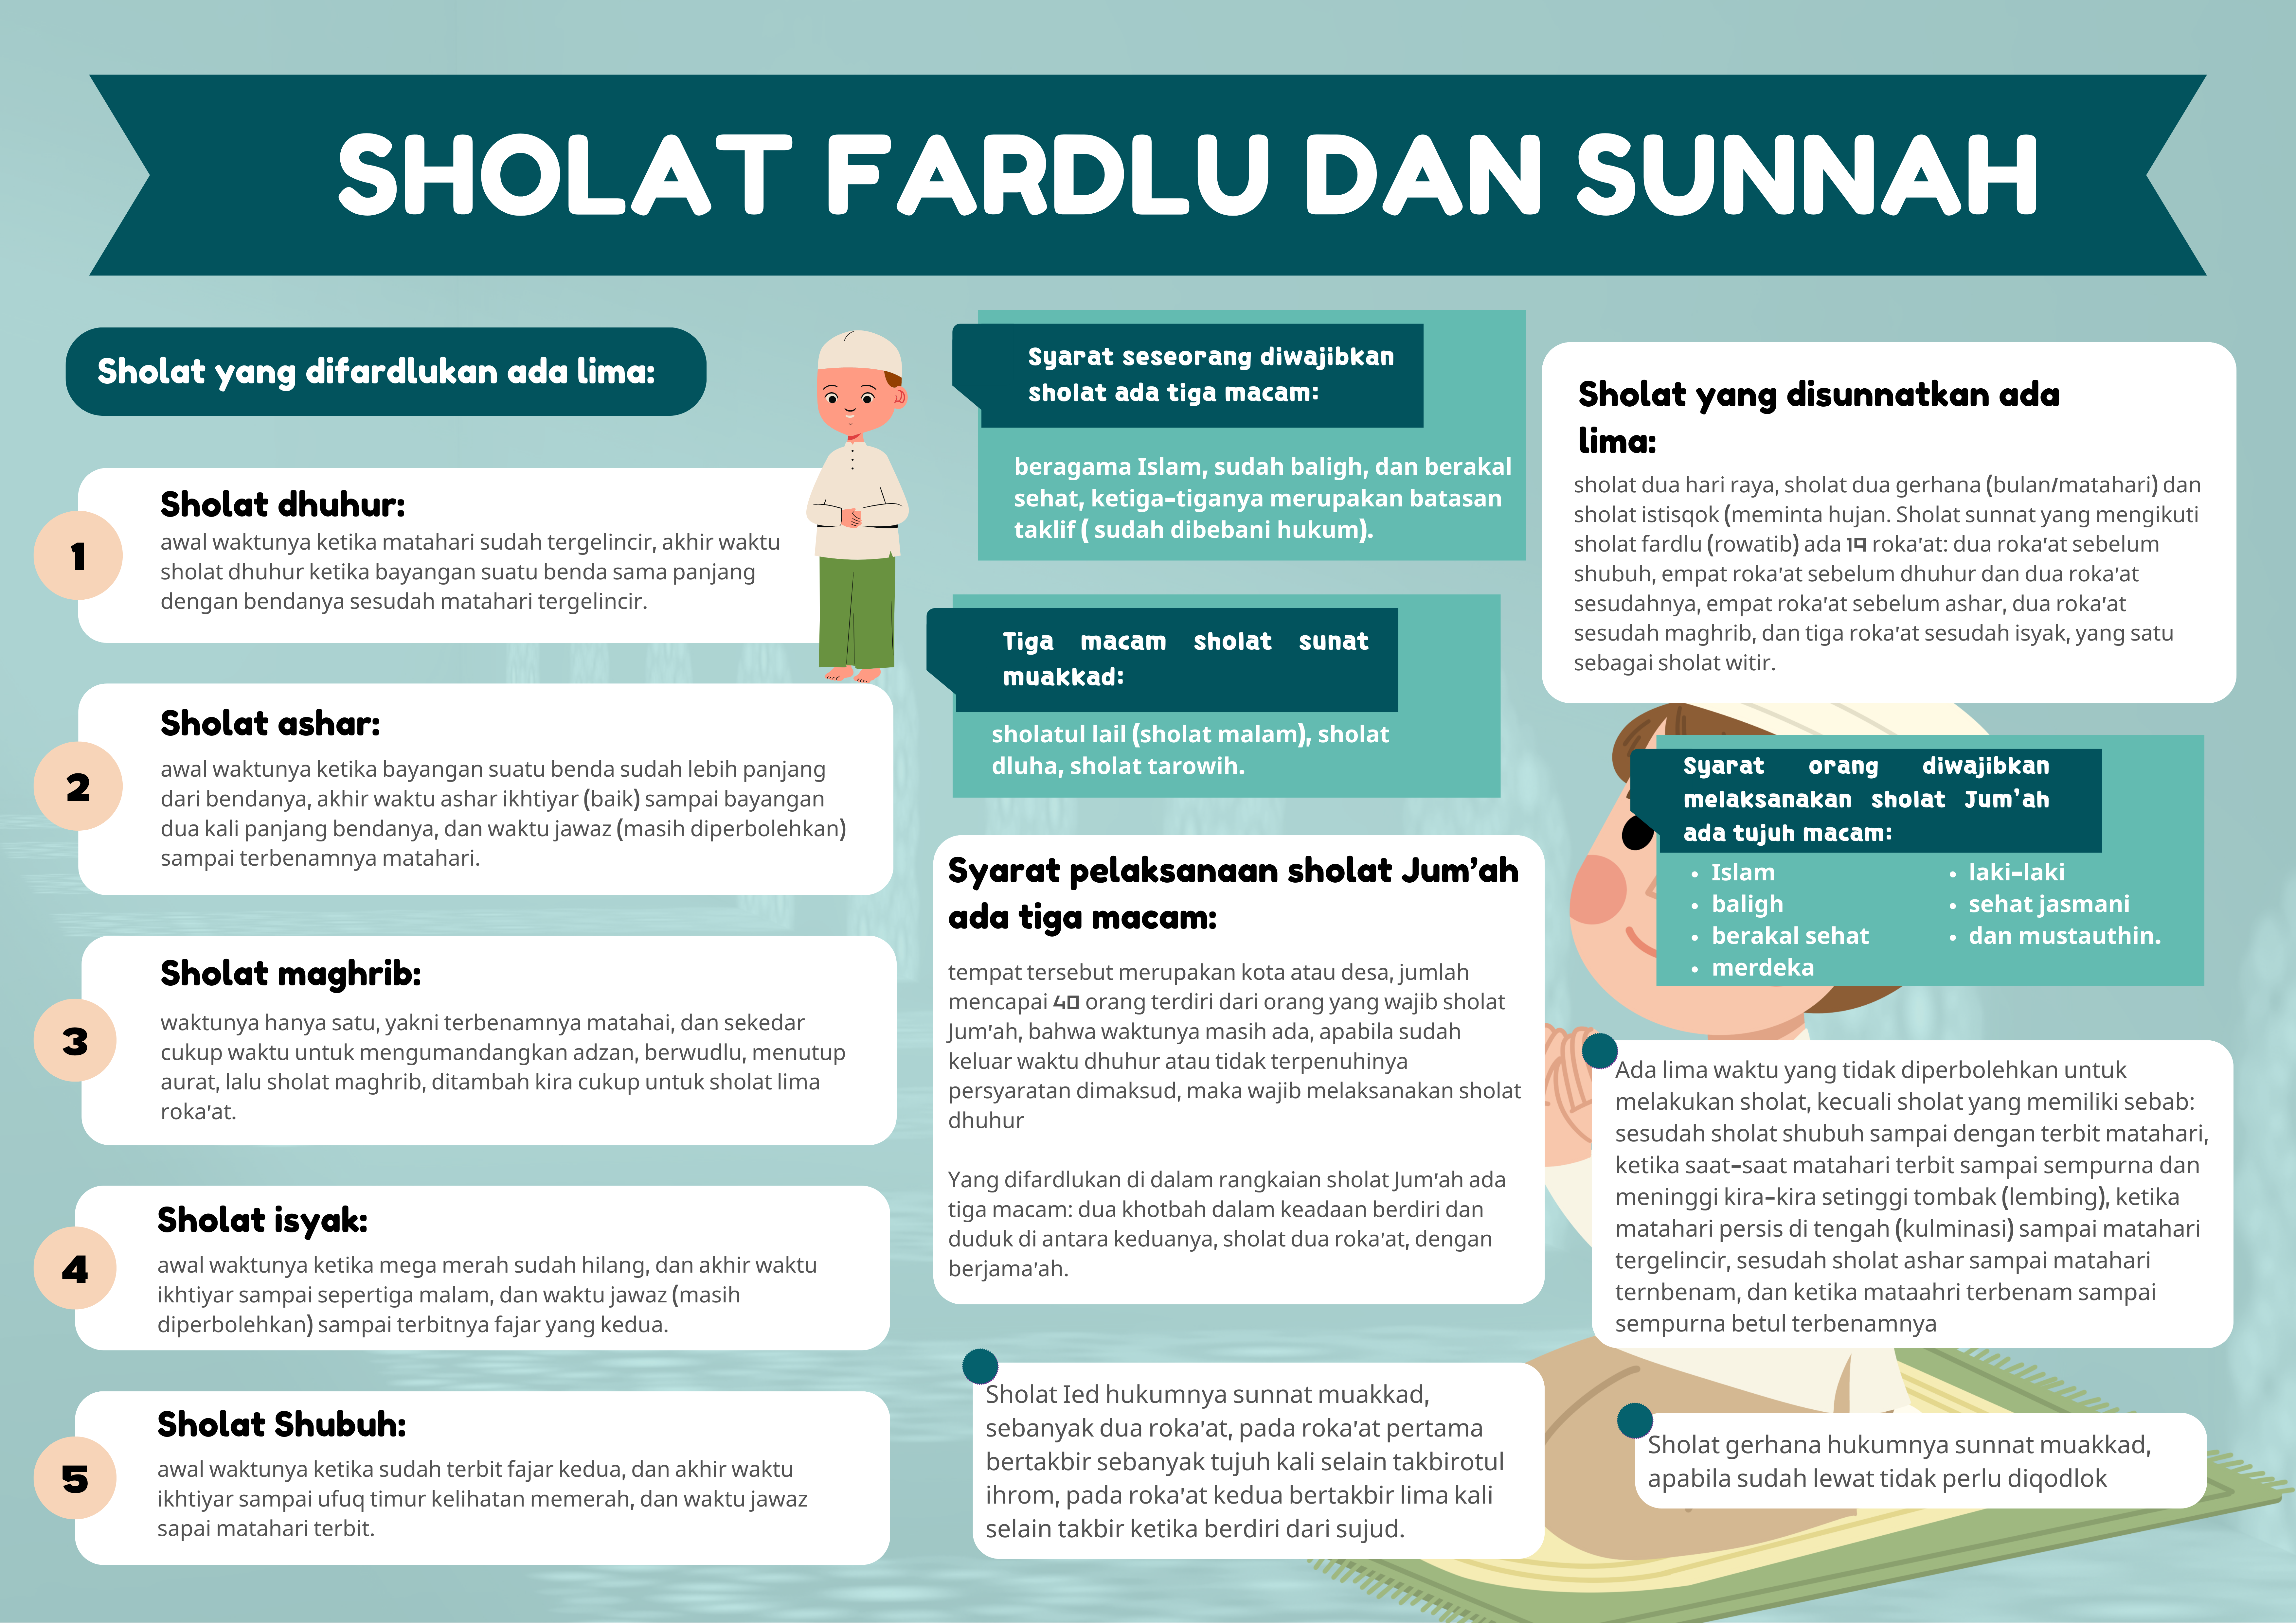 SHOLAT FARDLU DAN SUNNAH
Sholat yang difardlukan ada lima:
1
Sholat dhuhur:
awal waktunya ketika matahari sudah tergelincir, akhir waktu
sholat dhuhur ketika bayangan suatu benda sama panjang
dengan bendanya sesudah matahari tergelincir.
2
Sholat ashar:
awal waktunya ketika bayangan suatu benda sudah lebih panjang
dari bendanya, akhir waktu ashar ikhtiyar (baik) sampai bayangan
dua kali panjang bendanya, dan waktu jawaz (masih diperbolehkan)
sampai terbenamnya matahari.
3
Sholat maghrib:
waktunya hanya satu, yakni terbenamnya matahai, dan sekedar
cukup waktu untuk mengumandangkan adzan, berwudlu, menutup
aurat, lalu sholat maghrib, ditambah kira cukup untuk sholat lima
roka'at.
4
Sholat isyak:
awal waktunya ketika mega merah sudah hilang, dan akhir waktu
ikhtiyar sampai sepertiga malam, dan waktu jawaz (masih
diperbolehkan) sampai terbitnya fajar yang kedua.
5
Sholat Shubuh:
awal waktunya ketika sudah terbit fajar kedua, dan akhir waktu
ikhtiyar sampai ufuq timur kelihatan memerah, dan waktu jawaz
sapai matahari terbit.
Syarat seseorang diwajibkan
sholat ada tiga macam:
beragama Islam, sudah baligh, dan berakal
sehat, ketiga-tiganya merupakan batasan
taklif ( sudah dibebani hukum).
Tiga macam sholat sunat
muakkad:
sholatul lail (sholat malam), sholat
dluha, sholat tarowih.
Syarat pelaksanaan sholat Jum'ah
ada tiga macam:
tempat tersebut merupakan kota atau desa, jumlah
mencapai 40 orang terdiri dari orang yang wajib sholat
Jum'ah, bahwa waktunya masih ada, apabila sudah
keluar waktu dhuhur atau tidak terpenuhinya
persyaratan dimaksud, maka wajib melaksanakan sholat
dhuhur
Yang difardlukan di dalam rangkaian sholat Jum'ah ada
tiga macam: dua khotbah dalam keadaan berdiri dan
duduk di antara keduanya, sholat dua roka'at, dengan
berjama'ah.
Sholat Ied hukumnya sunnat muakkad,
sebanyak dua roka'at, pada roka'at pertama
bertakbir sebanyak tujuh kali selain takbirotul
ihrom, pada roka'at kedua bertakbir lima kali
selain takbir ketika berdiri dari sujud.
Sholat yang disunnatkan ada
lima:
sholat dua hari raya, sholat dua gerhana (bulan/matahari) dan
sholat istisqok (meminta hujan. Sholat sunnat yang mengikuti
sholat fardlu (rowatib) ada 19 roka'at: dua roka'at sebelum
shubuh, empat roka'at sebelum dhuhur dan dua roka'at
sesudahnya, empat roka'at sebelum ashar, dua roka'at
sesudah maghrib, dan tiga roka'at sesudah isyak, yang satu
sebagai sholat witir.
Syarat orang diwajibkan
melaksanakan sholat Jum'ah
ada tujuh macam:
• Islam
• baligh
• berakal sehat
• merdeka
• laki-laki
• sehat jasmani
• dan mustauthin.
Ada lima waktu yang tidak diperbolehkan untuk
melakukan sholat, kecuali sholat yang memiliki sebab:
sesudah sholat shubuh sampai dengan terbit matahari,
ketika saat-saat matahari terbit sampai sempurna dan
meninggi kira-kira setinggi tombak (lembing), ketika
matahari persis di tengah (kulminasi) sampai matahari
tergelincir, sesudah sholat ashar sampai matahari
ternbenam, dan ketika mataahri terbenam sampai
sempurna betul terbenamnya
Sholat gerhana hukumnya sunnat muakkad,
apabila sudah lewat tidak perlu diqodlok